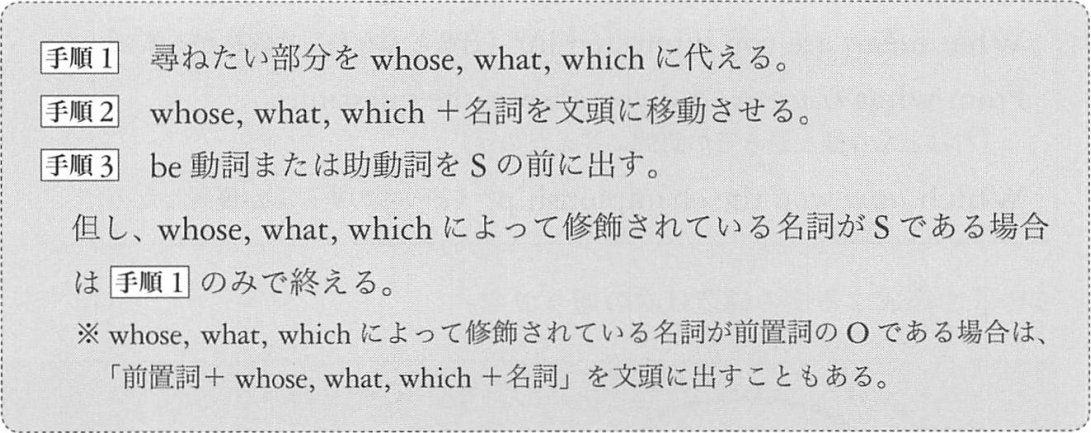 手順1 尋ねたい部分を whose, what, which に代える。
手順2 whose, what, which ＋名詞を文頭に移動させる。
手順3 be 動詞または助動詞を S の前に出す。
但し、whose, what, which によって修飾されている名詞が S である場合
は 手順1 のみで終える。
※ whose, what, which によって修飾されている名詞が前置詞の O である場合は、
「前置詞＋ whose, what, which ＋名詞」を文頭に出すこともある。